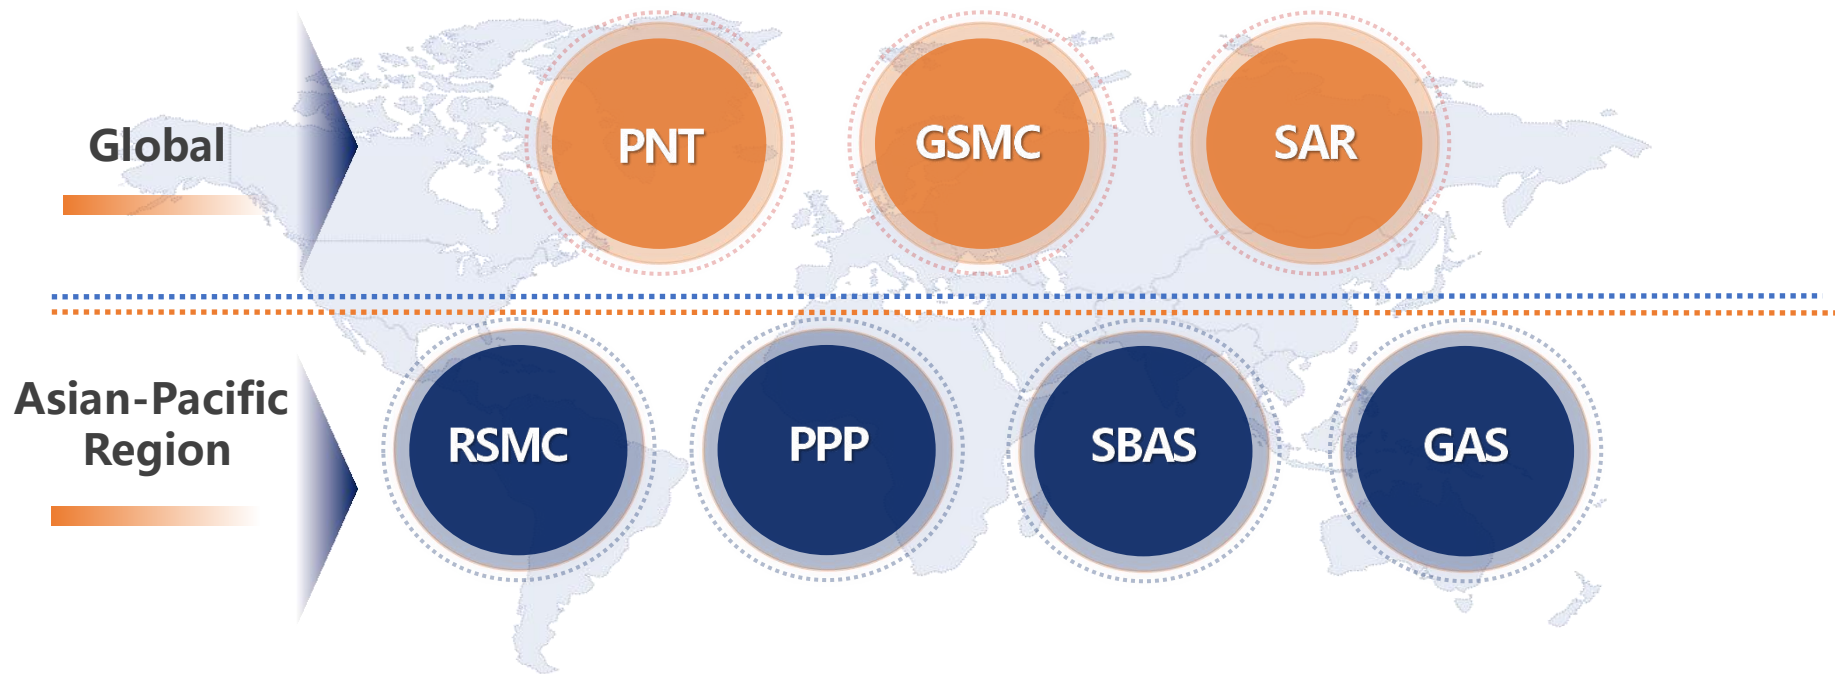 Global
PNT
GSMC
SAR
Asian-Pacific
Region
RSMC
PPP
SBAS
GAS